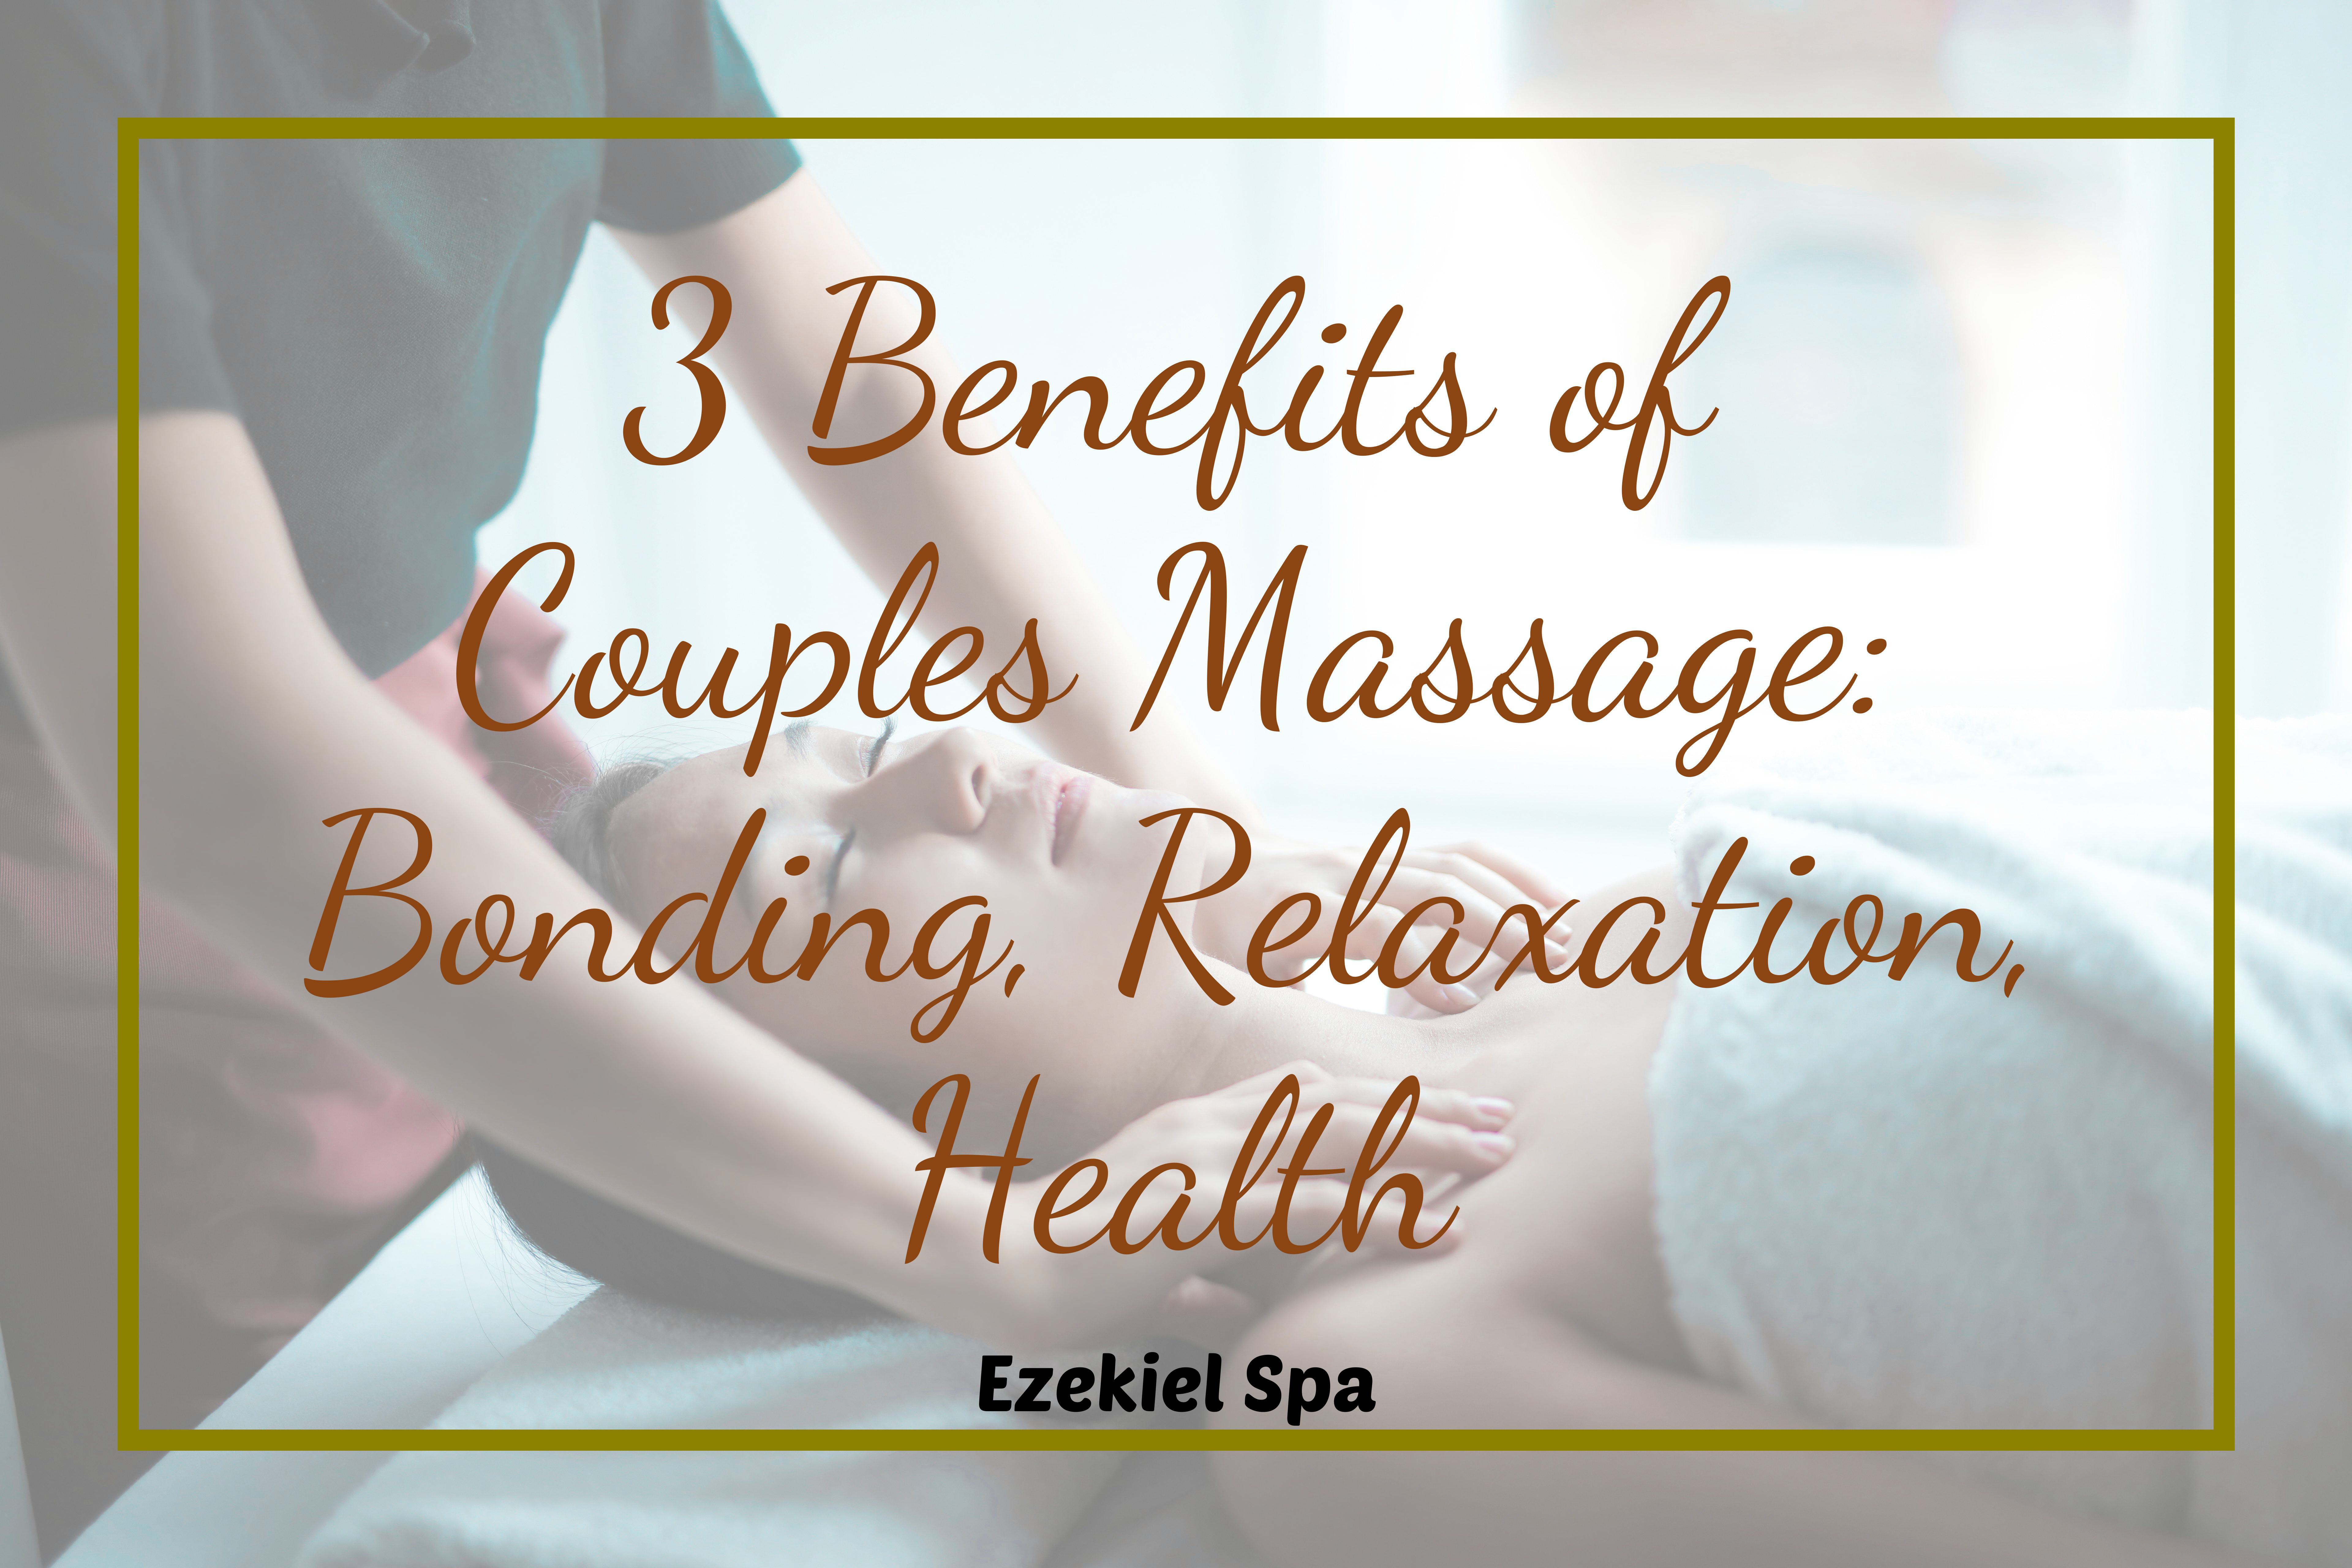 3 Benefits of
Couples Massage:
Bonding, Relaxation,
Health
Ezekiel Spa